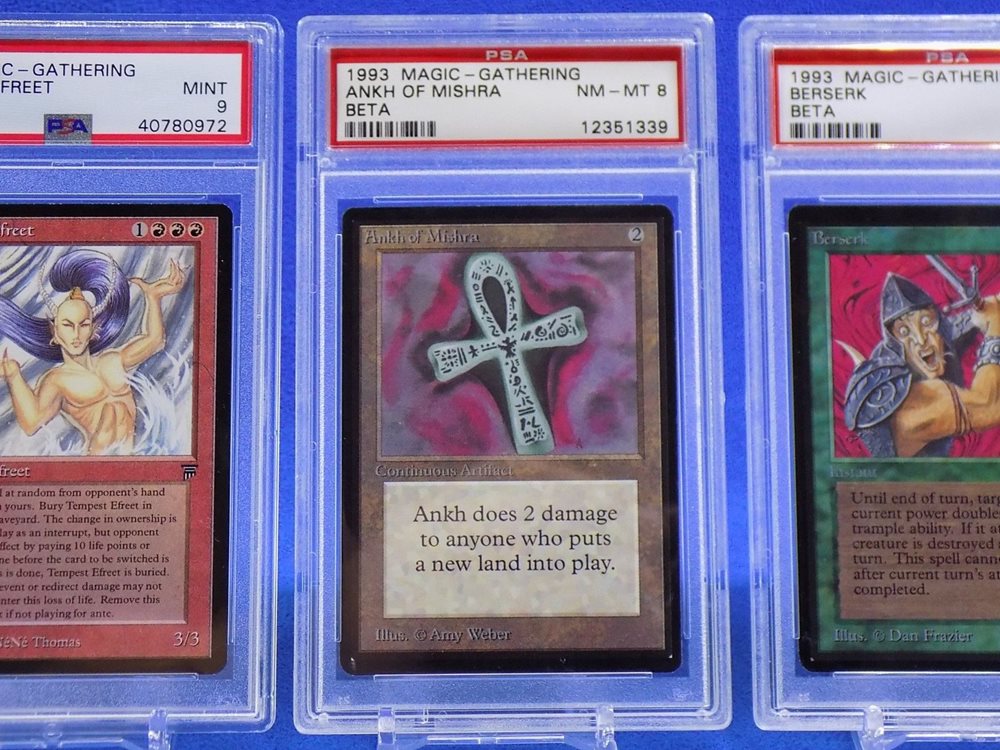 C-GATHERING
FREET
MINT
9
PSA
40780972
freet
1
freet
l at random from opponent's hand
n yours. Bury Tempest Efreet in
aveyard. The change in ownership is
lay as an interrupt, but opponent
ffect by paying 10 life points or
ne before the card to be switched is
s is done, Tempest Efreet is buried.
event or redirect damage may not
nter this loss of life. Remove this
k if not playing for ante.
NéNé Thomas
3/3
PSA
1993 MAGIC-GATHERING
ANKH OF MISHRA
NM-MT 8
BETA
12351339
Ankh of Mishra
2
Continuous Artifact
Ankh does 2 damage
to anyone who puts
a new land into play.
Illus. © Amy Weber
PSA
1993 MAGIC-GATHERI
BERSERK
BETA
Berserk
Instant
Until end of turn, targ
current power double
trample ability. If it a
creature is destroyed
turn. This spell canno
after current turn's at
completed.
Illus. © Dan Frazier